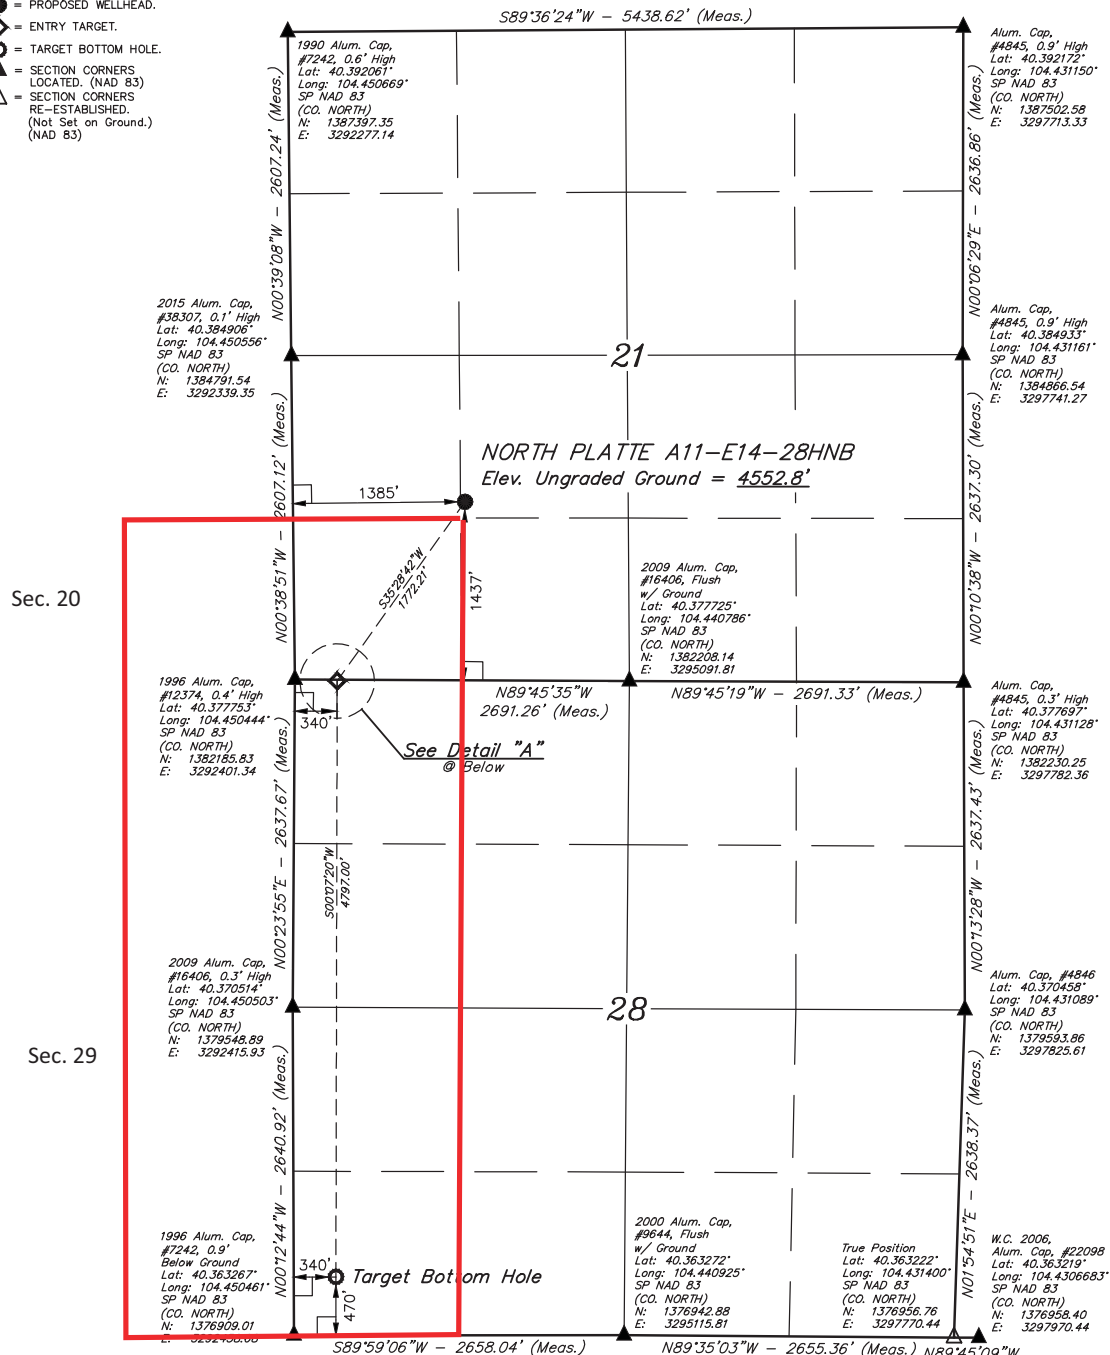 = PROPOSED WELLHEAD.
= ENTRY TARGET.
= TARGET BOTTOM HOLE.
= SECTION CORNERS
LOCATED. (NAD 83)
= SECTION CORNERS
RE-ESTABLISHED.
(Not Set on Ground.)
(NAD 83)
S89°36'24"W - 5438.62' (Meas.)
1990 Alum. Cap,
#7242, 0.6' High
Lat: 40.392061°
Long: 104.450669°
SP NAD 83
(CO. NORTH)
N: 1387397.35
E: 3292277.14
Alum. Cap,
#4845, 0.9' High
Lat: 40.392172°
Long: 104.431150°
SP NAD 83
(CO. NORTH)
N: 1387502.58
E: 3297713.33
N00°39'08"W - 2607.24' (Meas.)
N00°06'29"E - 2636.86' (Meas.)
2015 Alum. Cap,
#38307, 0.1' High
Lat: 40.384906°
Long: 104.450556°
SP NAD 83
(CO. NORTH)
N: 1384791.54
E: 3292339.35
21
Alum. Cap,
#4845, 0.9' High
Lat: 40.384933°
Long: 104.431161°
SP NAD 83
(CO. NORTH)
N: 1384866.54
E: 3297741.27
N00°38'51"W - 2607.12' (Meas.)
N00°10'38"W - 2637.30' (Meas.)
NORTH PLATTE A11-E14-28HNB
Elev. Ungraded Ground = 4552.8'
1385'
S35°28'42"W
1772.21'
1437'
Sec. 20
2009 Alum. Cap,
#16406, Flush
w/ Ground
Lat: 40.377725°
Long: 104.440786°
SP NAD 83
(CO. NORTH)
N: 1382208.14
E: 3295091.81
1996 Alum. Cap,
#12374, 0.4' High
Lat: 40.377753°
Long: 104.450444°
SP NAD 83
(CO. NORTH)
N: 1382185.83
E: 3292401.34
N89°45'35"W
2691.26' (Meas.)
N89°45'19"W - 2691.33' (Meas.)
Alum. Cap,
#4845, 0.3' High
Lat: 40.377697°
Long: 104.431128°
SP NAD 83
(CO. NORTH)
N: 1382230.25
E: 3297782.36
340'
See Detail "A"
@ Below
N00°23'55"E - 2637.67' (Meas.)
S00°07'20"W
4797.00'
N00°13'28"W - 2637.43' (Meas.)
2009 Alum. Cap,
#16406, 0.3' High
Lat: 40.370514°
Long: 104.450503°
SP NAD 83
(CO. NORTH)
N: 1379548.89
E: 3292415.93
28
Alum. Cap, #4846
Lat: 40.370458°
Long: 104.431089°
SP NAD 83
(CO. NORTH)
N: 1379593.86
E: 3297825.61
Sec. 29
N00°12'44"W - 2640.92' (Meas.)
N01°54'51"E - 2638.37' (Meas.)
1996 Alum. Cap,
#7242, 0.9'
Below Ground
Lat: 40.363267°
Long: 104.450461°
SP NAD 83
(CO. NORTH)
N: 1376909.01
E:
340'
Target Bottom Hole
470'
2000 Alum. Cap,
#9644, Flush
w/ Ground
Lat: 40.363272°
Long: 104.440925°
SP NAD 83
(CO. NORTH)
N: 1376942.88
E: 3295115.81
True Position
Lat: 40.363222°
Long: 104.431400°
SP NAD 83
(CO. NORTH)
N: 1376956.76
E: 3297770.44
W.C. 2006,
Alum. Cap, #22098
Lat: 40.363219°
Long: 104.4306683°
SP NAD 83
(CO. NORTH)
N: 1376958.40
E: 3297970.44
S89°59'06"W - 2658.04' (Meas.)
N89°35'03"W - 2655.36' (Meas.)
N89°45'09"W